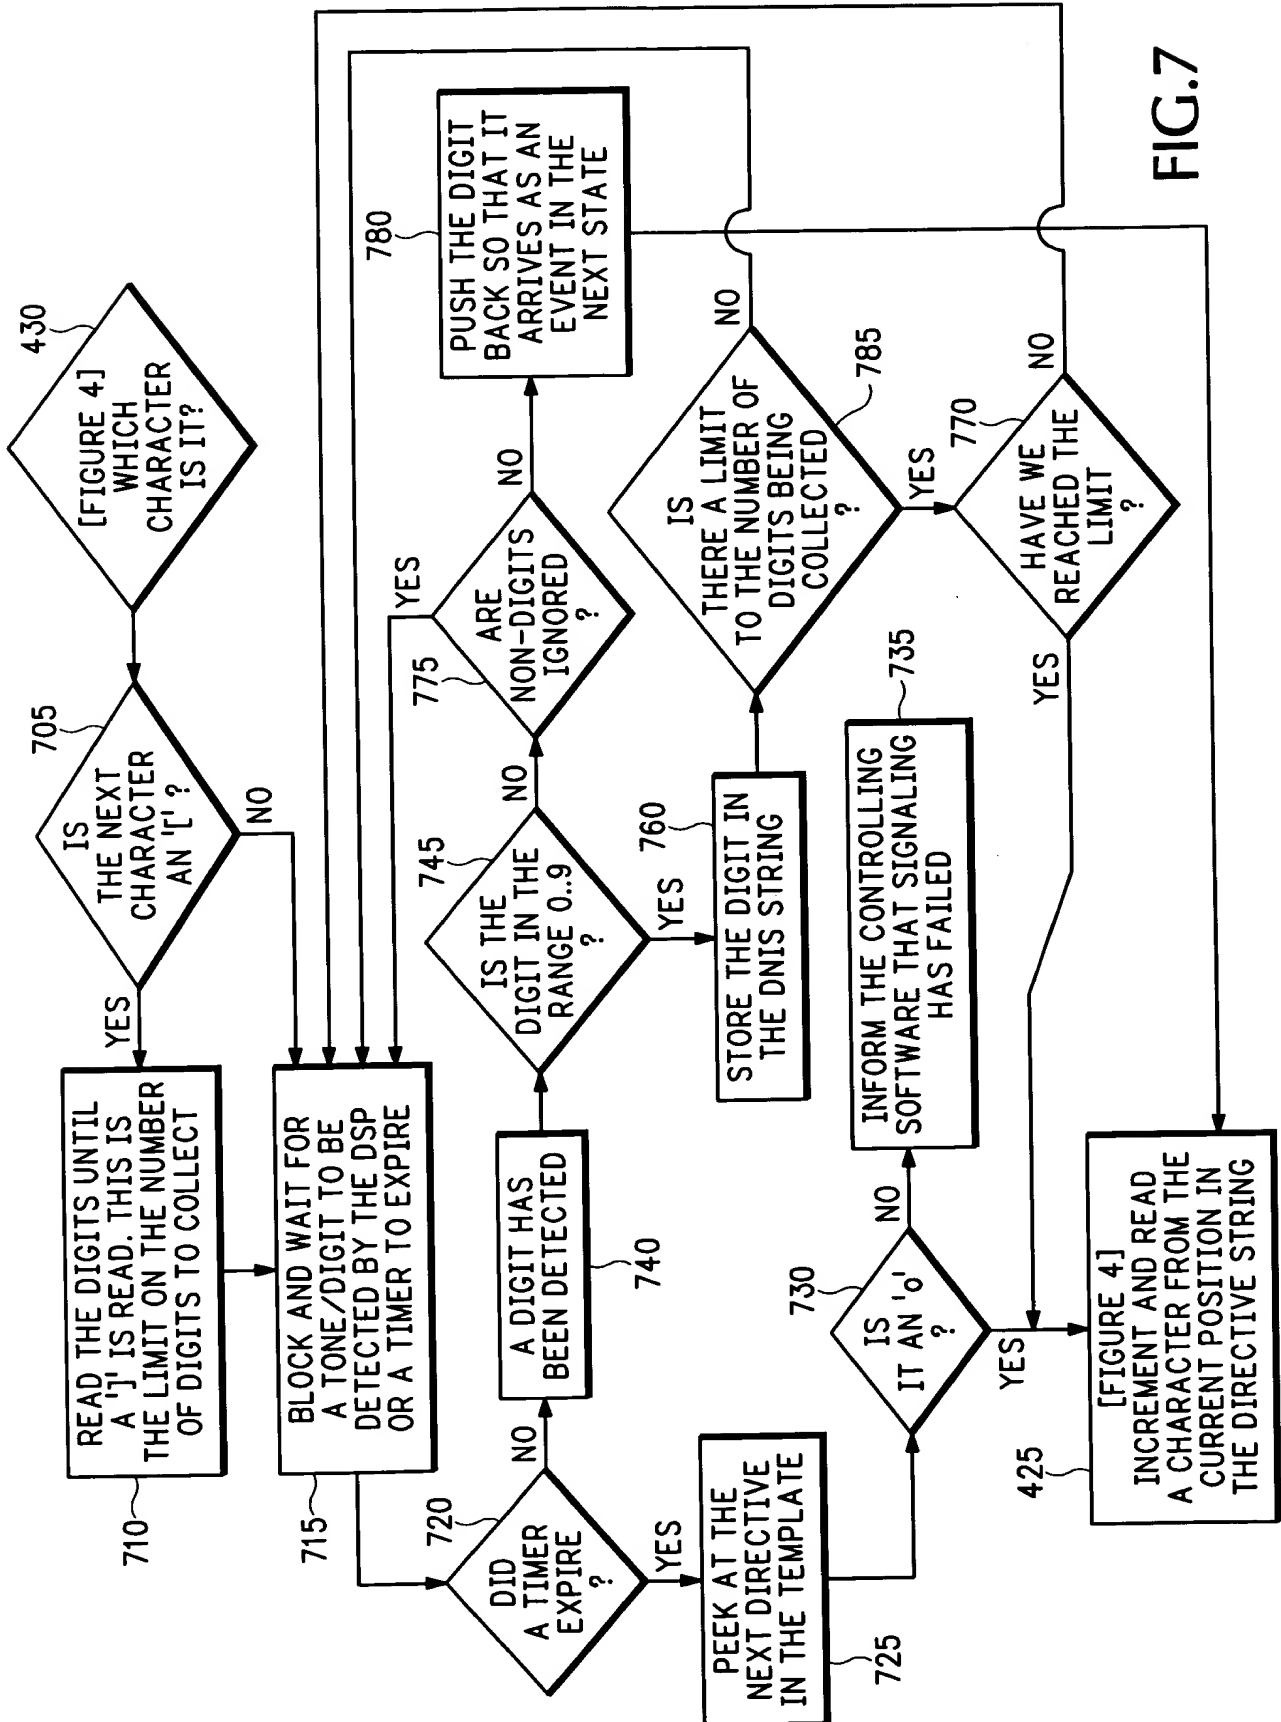 430
[FIGURE 4]
WHICH
CHARACTER
IS IT?
705
IS
THE NEXT
CHARACTER
AN '[' ?
YES
NO
READ THE DIGITS UNTIL
A ']' IS READ. THIS IS
THE LIMIT ON THE NUMBER
OF DIGITS TO COLLECT
710
BLOCK AND WAIT FOR
A TONE/DIGIT TO BE
DETECTED BY THE DSP
OR A TIMER TO EXPIRE
715
720
DID
A TIMER
EXPIRE
?
NO
YES
A DIGIT HAS
BEEN DETECTED
740
745
IS THE
DIGIT IN THE
RANGE 0..9
?
NO
YES
775
ARE
NON-DIGITS
IGNORED
?
YES
NO
780
PUSH THE DIGIT
BACK SO THAT IT
ARRIVES AS AN
EVENT IN THE
NEXT STATE
760
STORE THE DIGIT IN
THE DNIS STRING
IS
THERE A LIMIT
TO THE NUMBER OF
DIGITS BEING
COLLECTED
?
785
NO
YES
770
HAVE WE
REACHED THE
LIMIT
?
NO
YES
PEEK AT THE
NEXT DIRECTIVE
IN THE TEMPLATE
725
730
IS
IT AN 'o'
?
NO
YES
735
INFORM THE CONTROLLING
SOFTWARE THAT SIGNALING
HAS FAILED
425
[FIGURE 4]
INCREMENT AND READ
A CHARACTER FROM THE
CURRENT POSITION IN
THE DIRECTIVE STRING
FIG.7